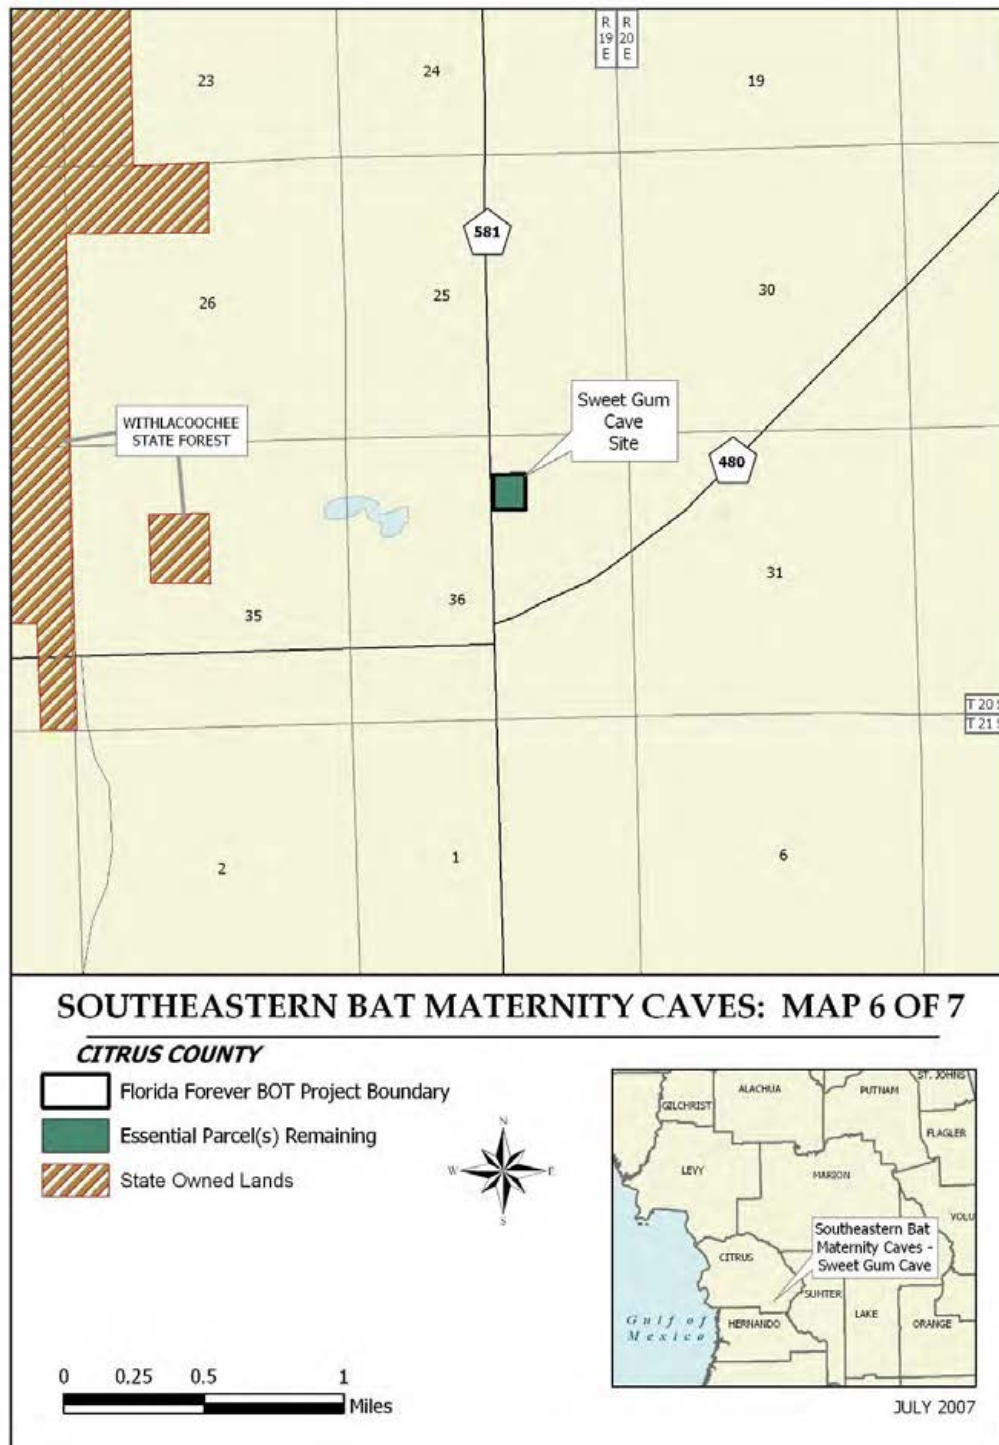 R
19
E
R
20
E
23
24
19
581
26
25
30
Sweet Gum
Cave
Site
WITHLACOOCHEE
STATE FOREST
480
31
35
36
T 20 S
T 21 S
2
1
6
SOUTHEASTERN BAT MATERNITY CAVES: MAP 6 OF 7
CITRUS COUNTY
Florida Forever BOT Project Boundary
Essential Parcel(s) Remaining
State Owned Lands
N
W
E
S
ST. JOHNS
ALACHUA
PUTNAM
GILCHRIST
FLAGLER
LEVY
MARION
VOLU
Southeastern Bat
Maternity Caves -
Sweet Gum Cave
CITRUS
SUMTER
LAKE
Gulf of
Mexico
HERNANDO
ORANGE
0 0.25 0.5 1
Miles
JULY 2007